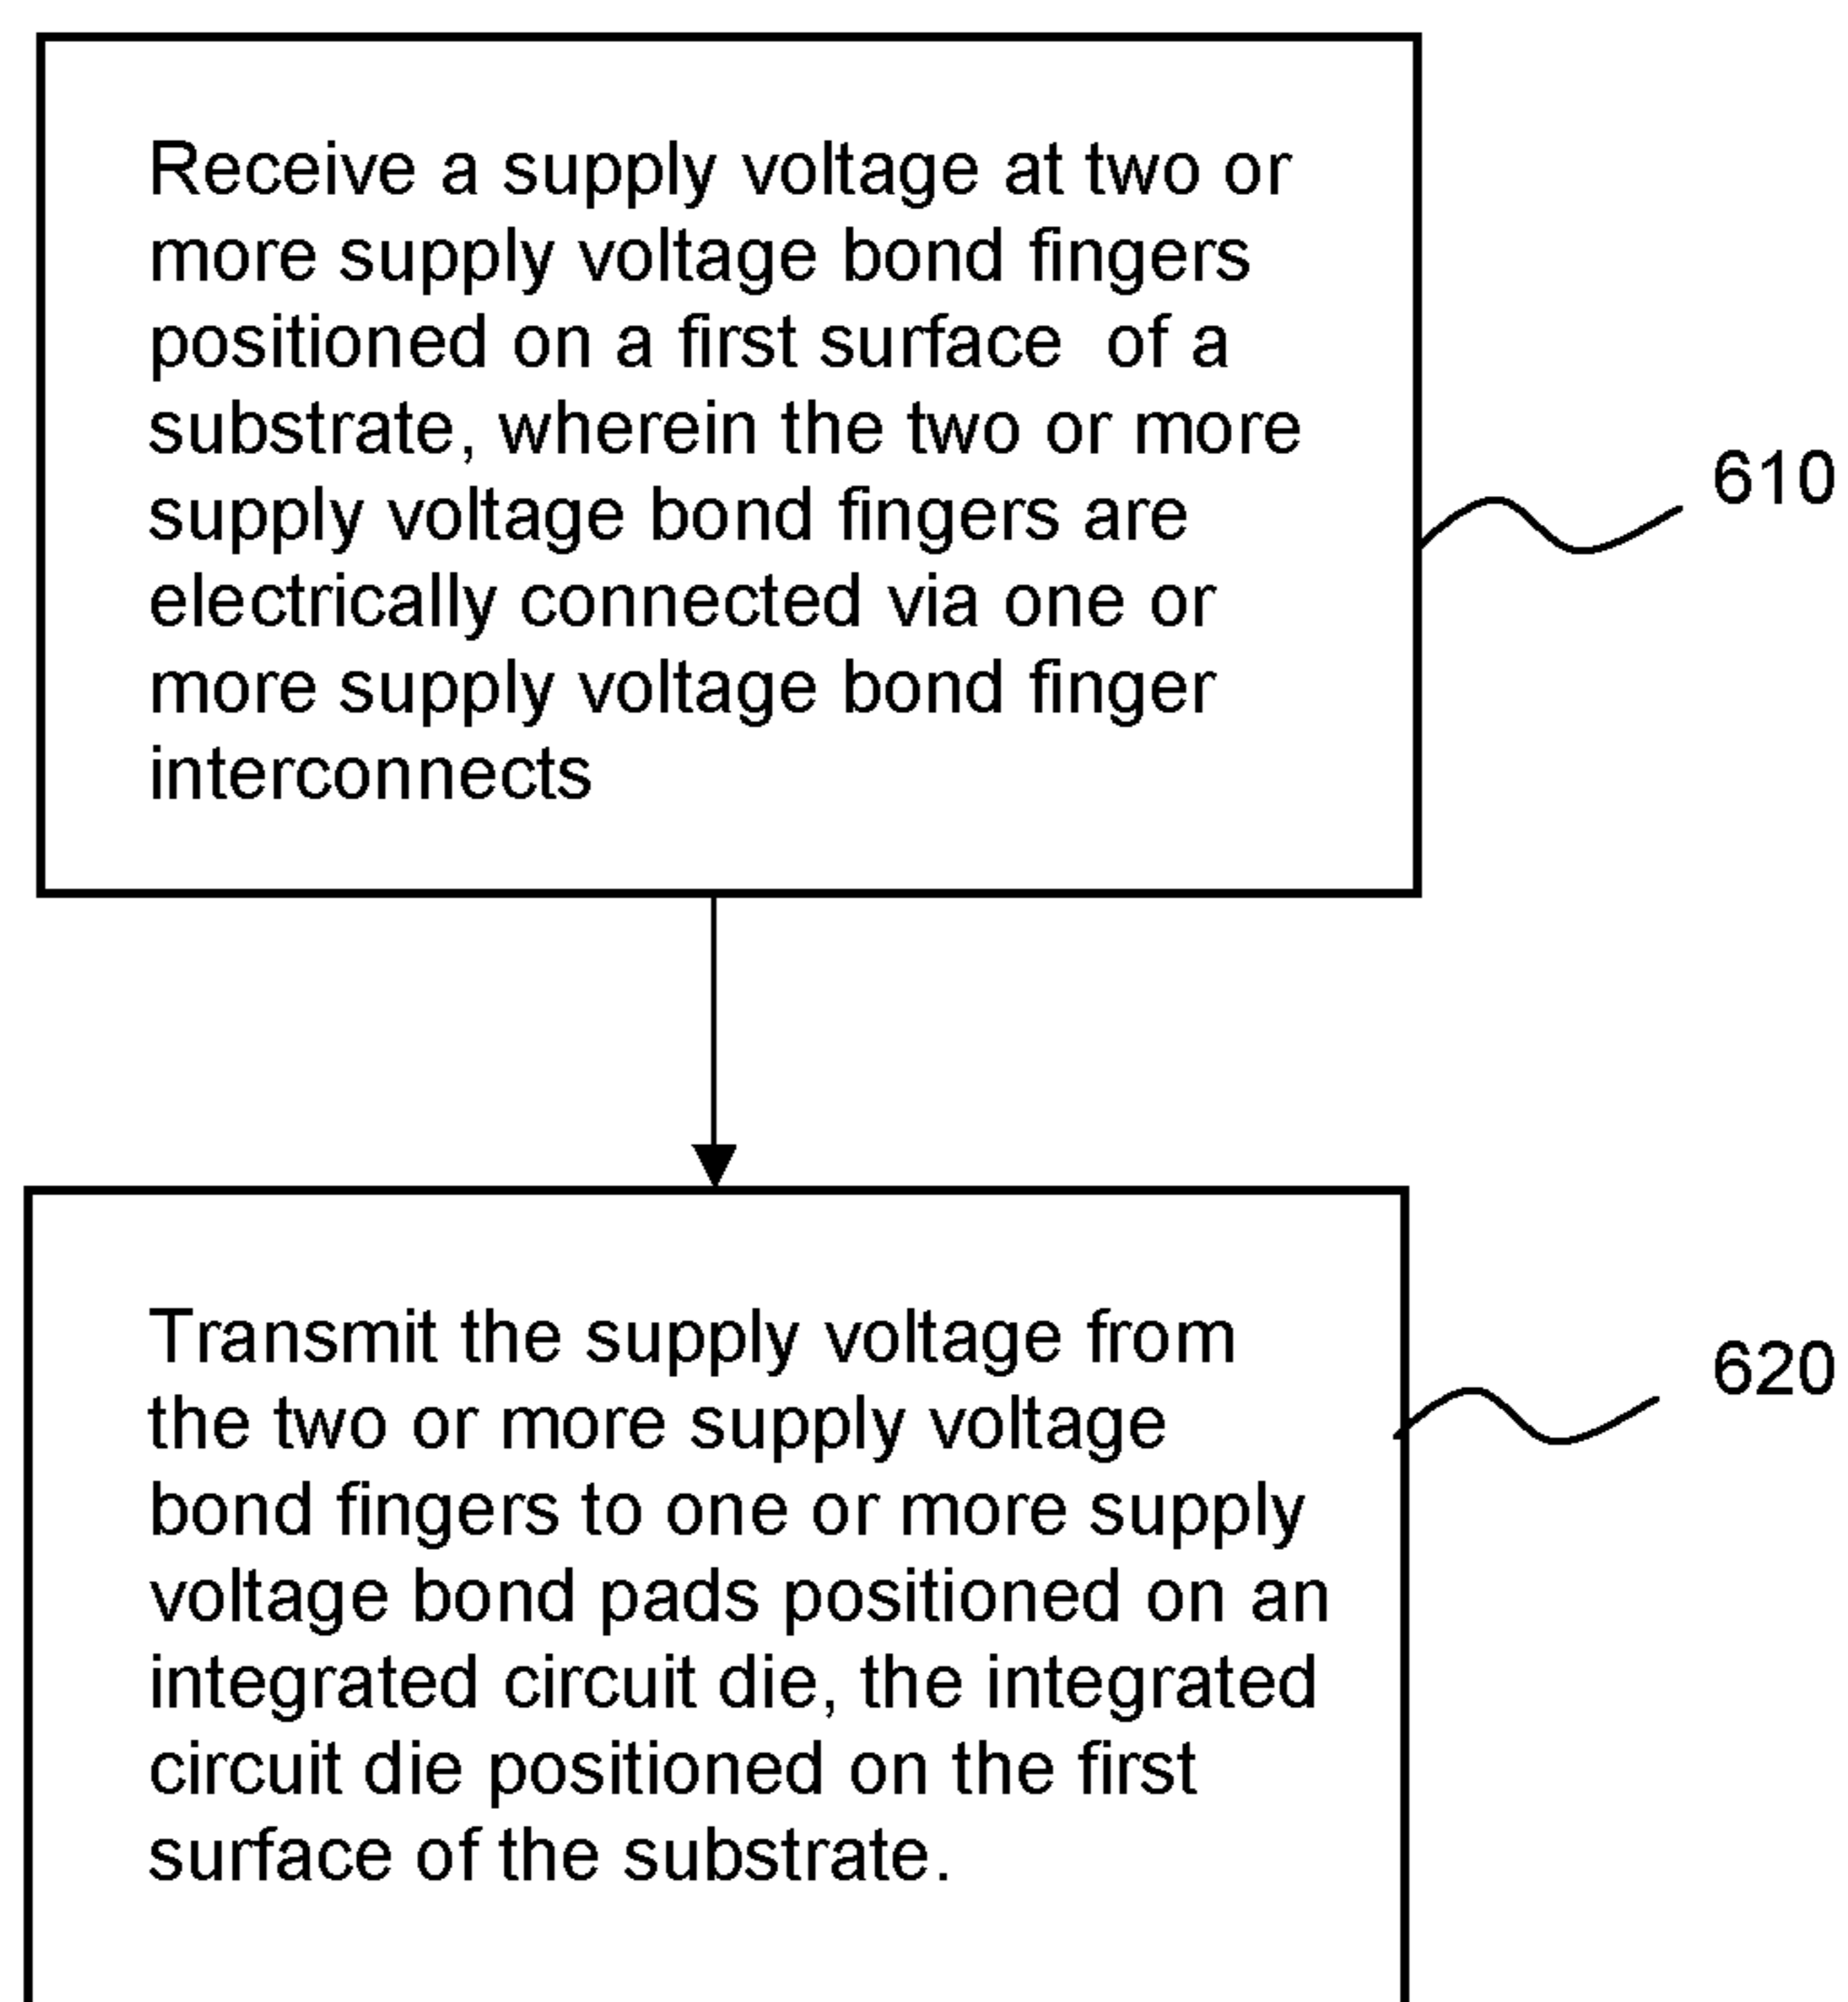 Receive a supply voltage at two or
more supply voltage bond fingers
positioned on a first surface of a
substrate, wherein the two or more
supply voltage bond fingers are
electrically connected via one or
more supply voltage bond finger
interconnects
610
Transmit the supply voltage from
the two or more supply voltage
bond fingers to one or more supply
voltage bond pads positioned on an
integrated circuit die, the integrated
circuit die positioned on the first
surface of the substrate.
620